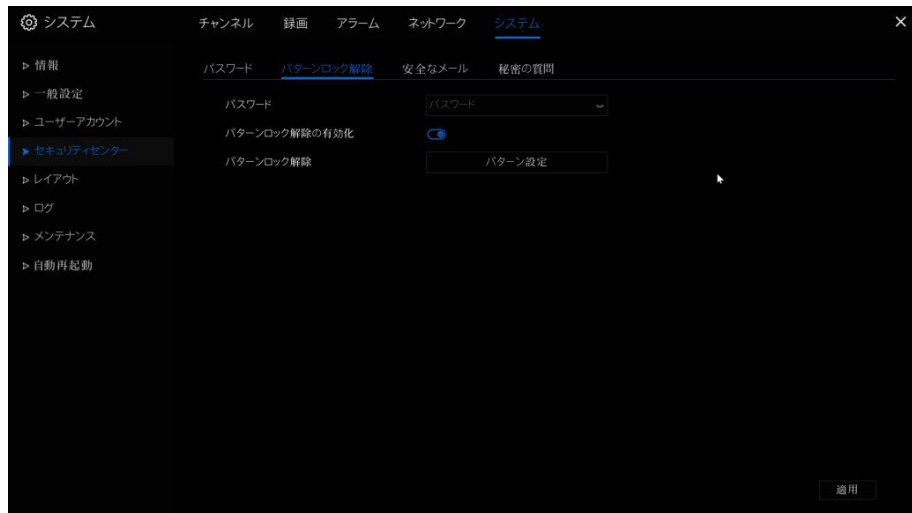 システム
チャンネル 録画 アラーム ネットワーク システム
情報
一般設定
ユーザーアカウント
セキュリティセンター
レイアウト
ログ
メンテナンス
自動再起動
パスワード パターンロック解除 安全なメール 秘密の質問
パスワード パスワード
パターンロック解除の有効化
パターンロック解除 パターン設定
適用